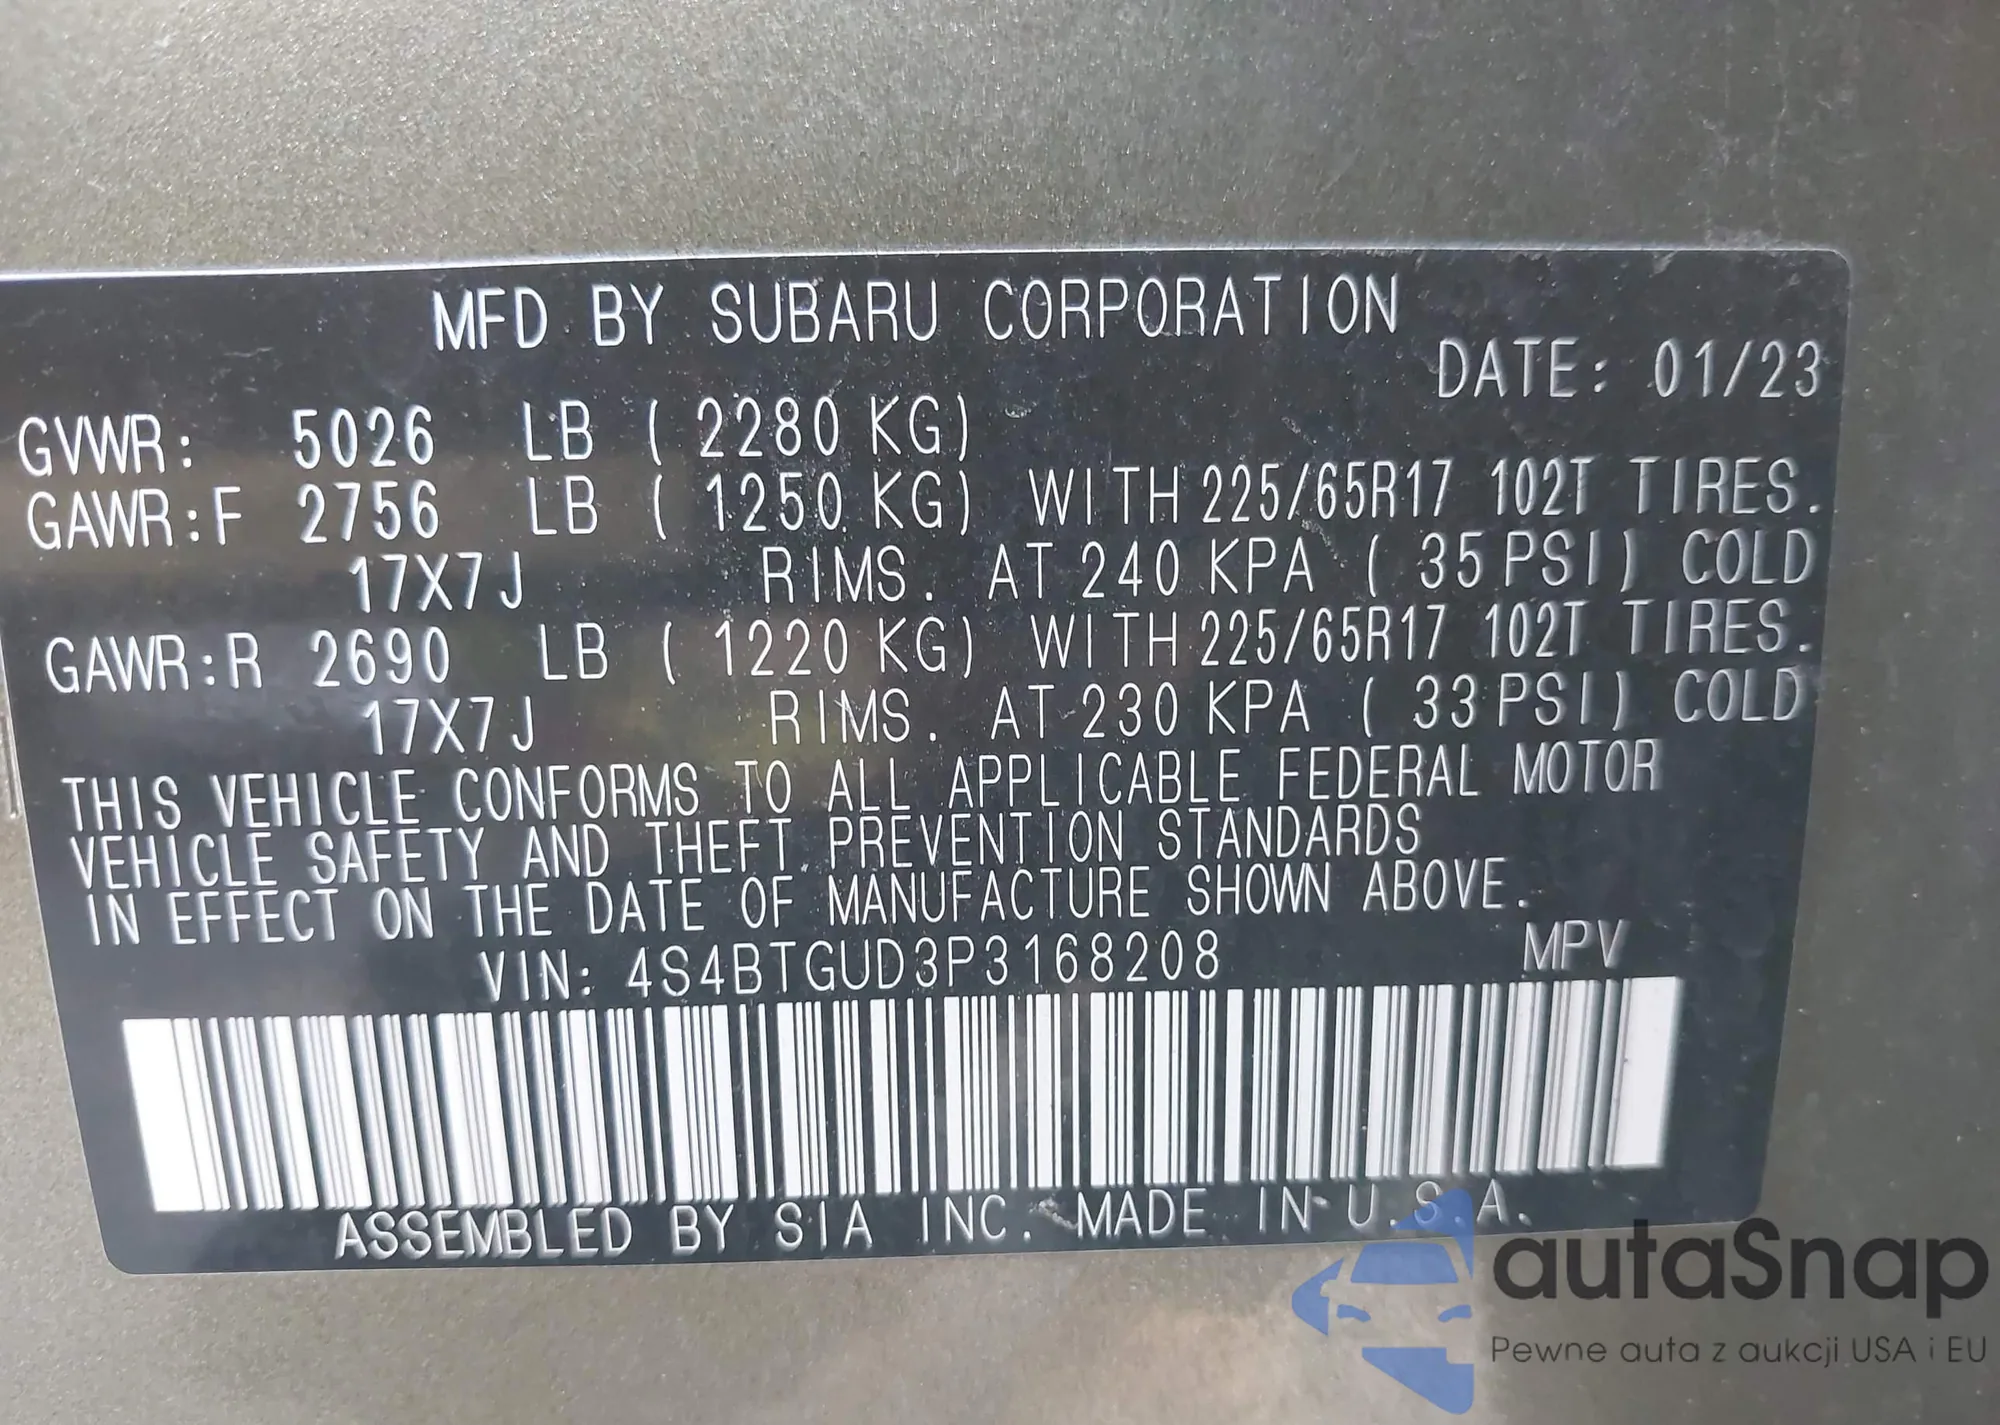 MFD BY SUBARU CORPORATION
DATE: 01/23
GVWR: 5026 LB ( 2280 KG)
GAWR:F 2756 LB ( 1250 KG) WITH 225/65R17 102T TIRES.
17X7J RIMS. AT 240 KPA ( 35 PSI) COLD
GAWR:R 2690 LB ( 1220 KG) WITH 225/65R17 102T TIRES.
17X7J RIMS. AT 230 KPA ( 33 PSI) COLD
THIS VEHICLE CONFORMS TO ALL APPLICABLE FEDERAL MOTOR
VEHICLE SAFETY AND THEFT PREVENTION STANDARDS
IN EFFECT ON THE DATE OF MANUFACTURE SHOWN ABOVE.
VIN: 4S4BTGUD3P3168208 MPV
ASSEMBLED BY SIA INC. MADE IN U.S.A.
autaSnap
Pewne auta z aukcji USA i EU